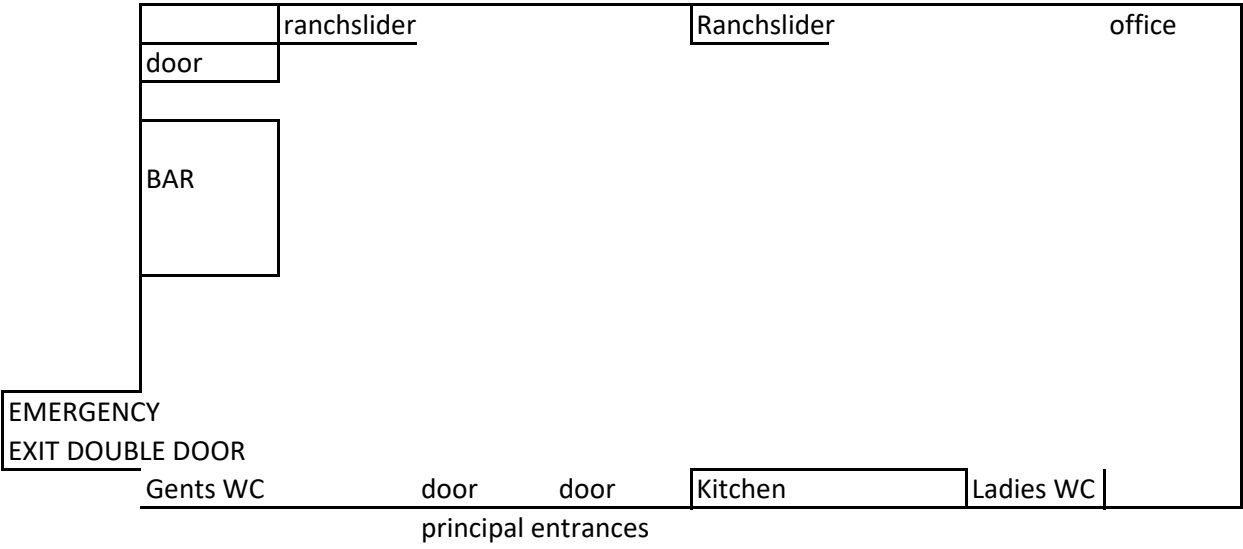 ranchslider Ranchslider office
door
BAR
EMERGENCY
EXIT DOUBLE DOOR
Gents WC door door Kitchen Ladies WC
principal entrances